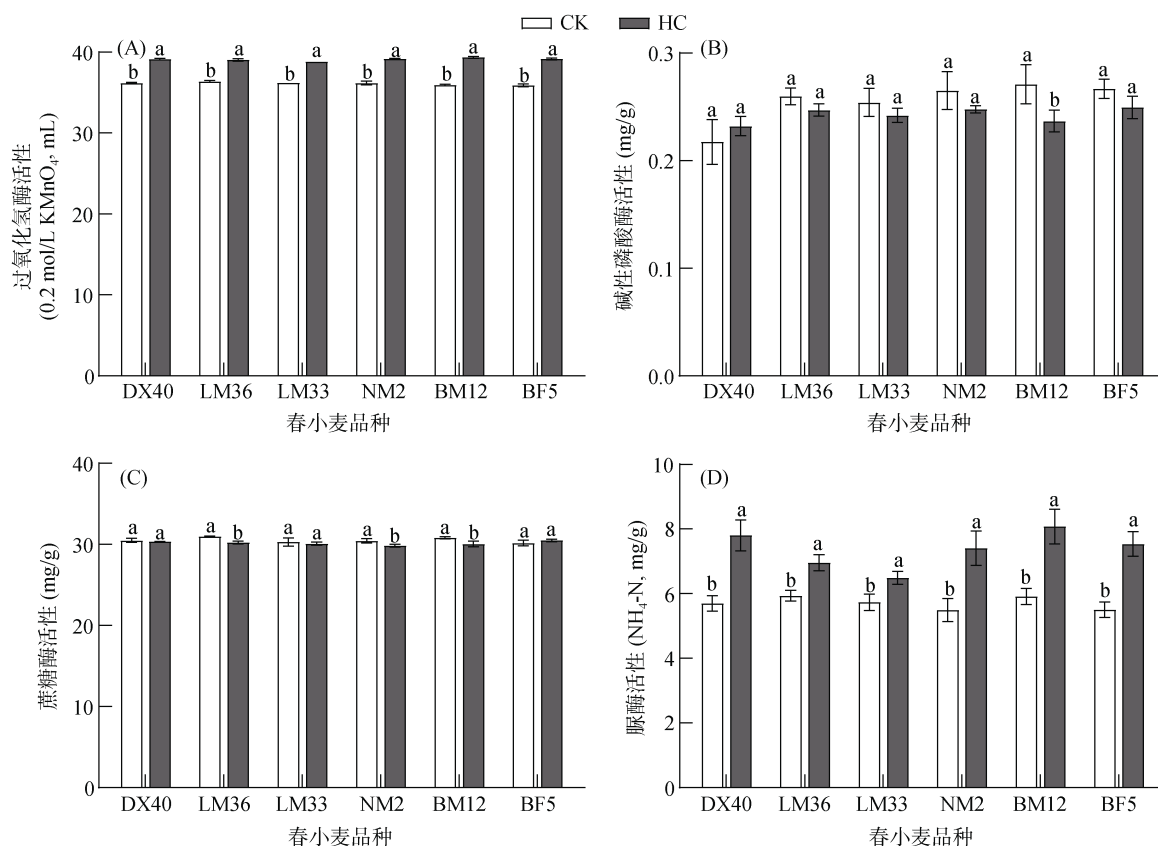 CK HC
(A)
过氧化氢酶活性
(0.2 mol/L KMnO₄, mL)
40
30
20
10
0
b a b a b a b a b a b a
DX40 LM36 LM33 NM2 BM12 BF5
春小麦品种
(B)
碱性磷酸酶活性 (mg/g)
0.3
0.2
0.1
0.0
a a a a a a a a a b a a
DX40 LM36 LM33 NM2 BM12 BF5
春小麦品种
(C)
蔗糖酶活性 (mg/g)
40
30
20
10
0
a a a b a a a b a b a a
DX40 LM36 LM33 NM2 BM12 BF5
春小麦品种
(D)
脲酶活性 (NH₄-N, mg/g)
10
8
6
4
2
0
b a b a b a b a b a b a
DX40 LM36 LM33 NM2 BM12 BF5
春小麦品种